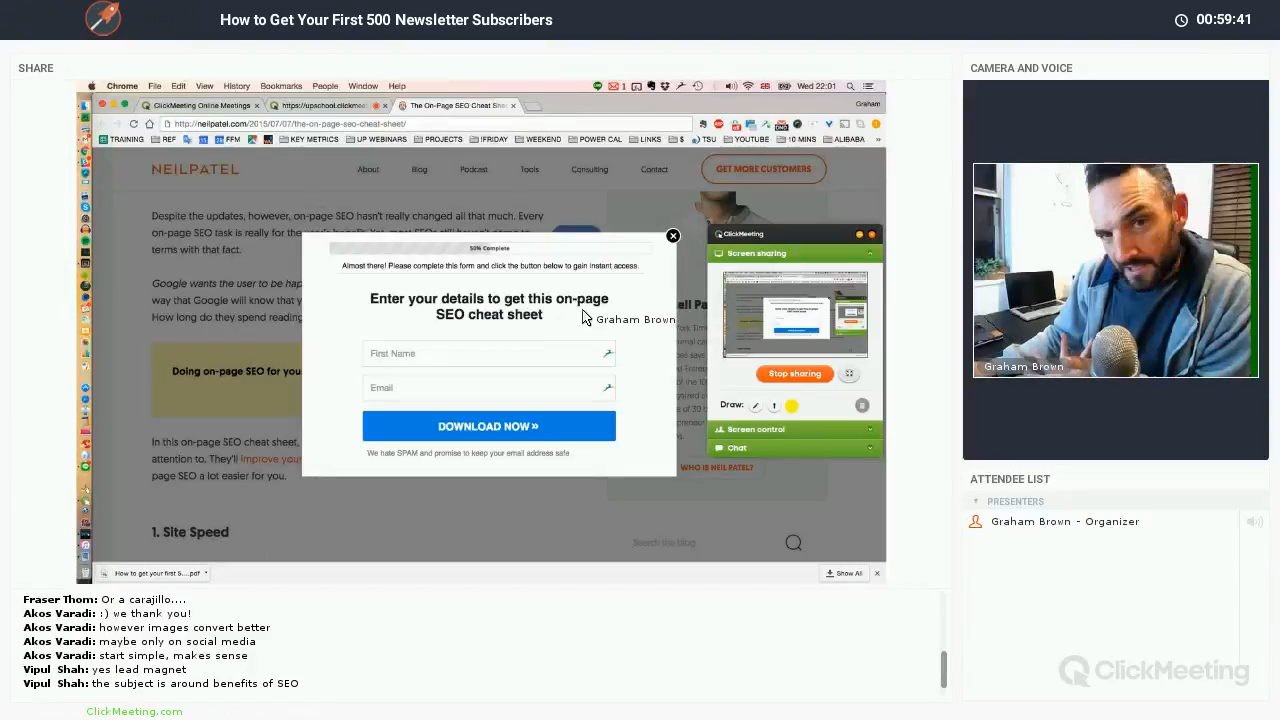 How to Get Your First 500 Newsletter Subscribers
00:59:41
SHARE
Chrome File Edit View History Bookmarks People Window Help
1
Wed 22:01
ClickMeeting Online Meetings
https://upschool.clickmee
The On-Page SEO Cheat She
Graham
http://neilpatel.com/2015/07/07/the-on-page-seo-cheat-sheet/
TRAINING REF FFM KEY METRICS UP WEBINARS PROJECTS !FRIDAY WEEKEND POWER CAL LINKS $ TSU YOUTUBE 10 MINS ALIBABA
NEILPATEL
About Blog Podcast Tools Consulting Contact
GET MORE CUSTOMERS
Despite the updates, however, on-page SEO hasn't really changed all that much. Every
on-page SEO task is really for the
terms with that fact.
Google wants the user to be hap
way that Google will know that y
How long do they spend reading
Doing on-page SEO for your
In this on-page SEO cheat sheet,
attention to. They'll Improve your
page SEO a lot easier for you.
1. Site Speed
50% Complete
Almost there! Please complete this form and click the button below to gain instant access.
Enter your details to get this on-page
SEO cheat sheet
First Name
Email
DOWNLOAD NOW »
We hate SPAM and promise to keep your email address safe
Graham Brown
ClickMeeting
Screen sharing
Stop sharing
Draw:
Screen control
Chat
WHO IS NEIL PATEL?
Search the blog
How to get your first 5....pdf
Show All
Fraser Thom: Or a carajillo....
Akos Varadi: :) we thank you!
Akos Varadi: however images convert better
Akos Varadi: maybe only on social media
Akos Varadi: start simple, makes sense
Vipul Shah: yes lead magnet
Vipul Shah: the subject is around benefits of SEO
ClickMeeting.com
CAMERA AND VOICE
Graham Brown
ATTENDEE LIST
PRESENTERS
Graham Brown - Organizer
ClickMeeting